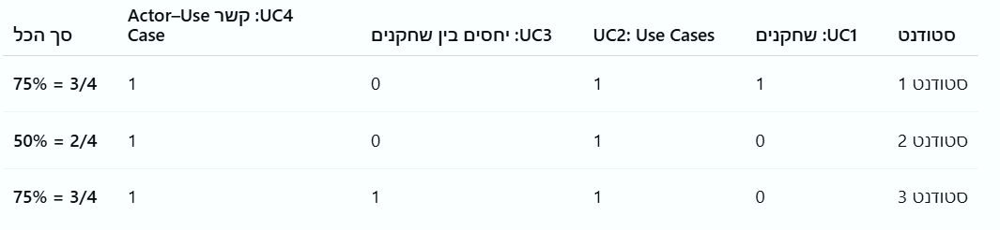 סטודנט	UC1: שחקנים	UC2: Use Cases	UC3: יחסים בין שחקנים	UC4: קשר Actor–Use Case	סך הכל
סטודנט 1	1	1	0	1	3/4 = 75%
סטודנט 2	0	1	0	1	2/4 = 50%
סטודנט 3	0	1	1	1	3/4 = 75%